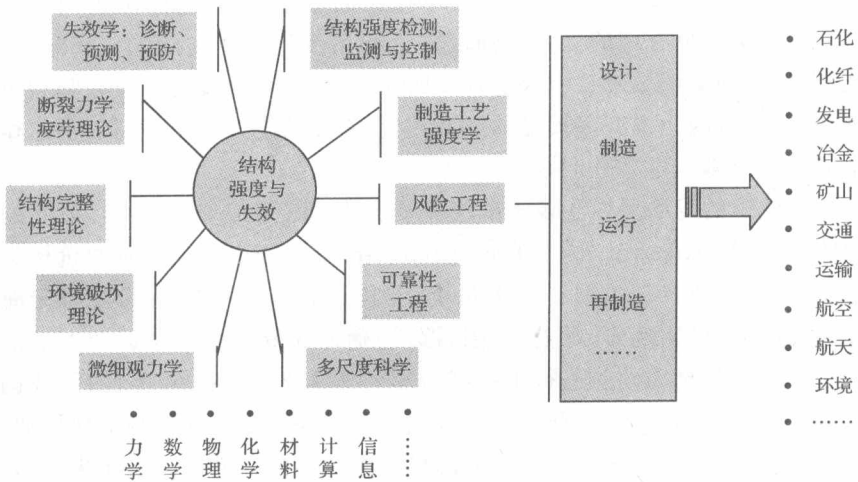 失效学：诊断、
预测、预防
结构强度检测、
监测与控制
断裂力学
疲劳理论
制造工艺
强度学
结构
强度与
失效
结构完整
性理论
风险工程
环境破坏
理论
可靠性
工程
微细观力学
多尺度科学
• 力学
• 数学
• 物理
• 化学
• 材料
• 计算
• 信息
• ……
设计
制造
运行
再制造
……
• 石化
• 化纤
• 发电
• 冶金
• 矿山
• 交通
• 运输
• 航空
• 航天
• 环境
• ……